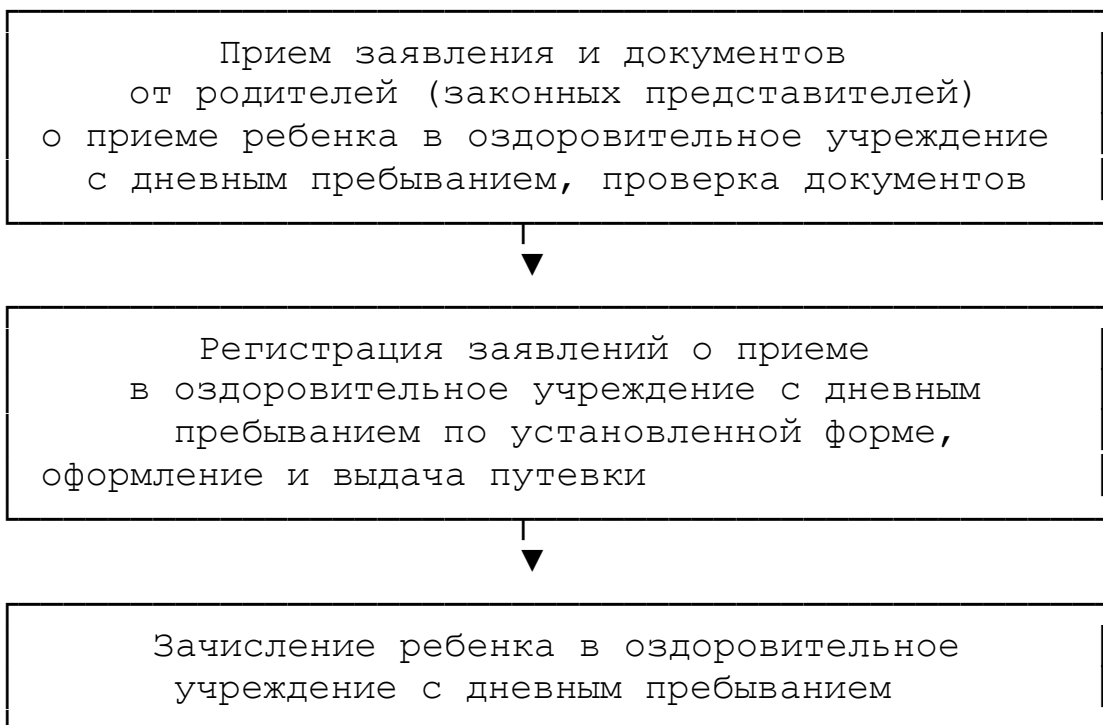 Прием заявления и документов
от родителей (законных представителей)
о приеме ребенка в оздоровительное учреждение
с дневным пребыванием, проверка документов
Регистрация заявлений о приеме
в оздоровительное учреждение с дневным
пребыванием по установленной форме,
оформление и выдача путевки
Зачисление ребенка в оздоровительное
учреждение с дневным пребыванием